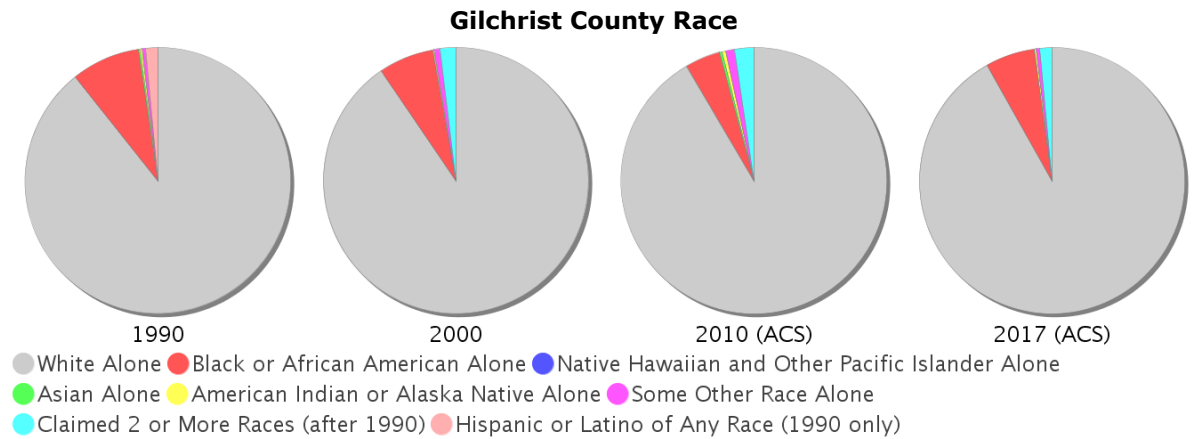 Gilchrist County Race
1990 2000 2010 (ACS) 2017 (ACS)
White Alone Black or African American Alone Native Hawaiian and Other Pacific Islander Alone
Asian Alone American Indian or Alaska Native Alone Some Other Race Alone
Claimed 2 or More Races (after 1990) Hispanic or Latino of Any Race (1990 only)